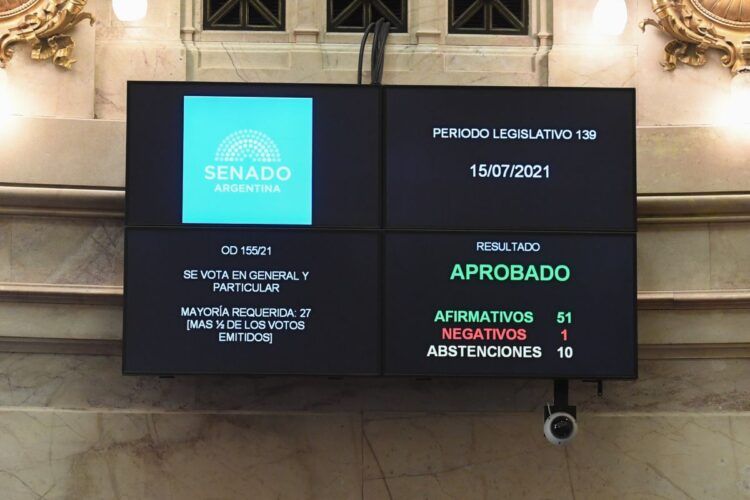 SENADO
ARGENTINA
PERIODO LEGISLATIVO 139
15/07/2021
OD 155/21
SE VOTA EN GENERAL Y
PARTICULAR
MAYORÍA REQUERIDA: 27
[MAS ½ DE LOS VOTOS
EMITIDOS]
RESULTADO
APROBADO
AFIRMATIVOS 51
NEGATIVOS 1
ABSTENCIONES 10